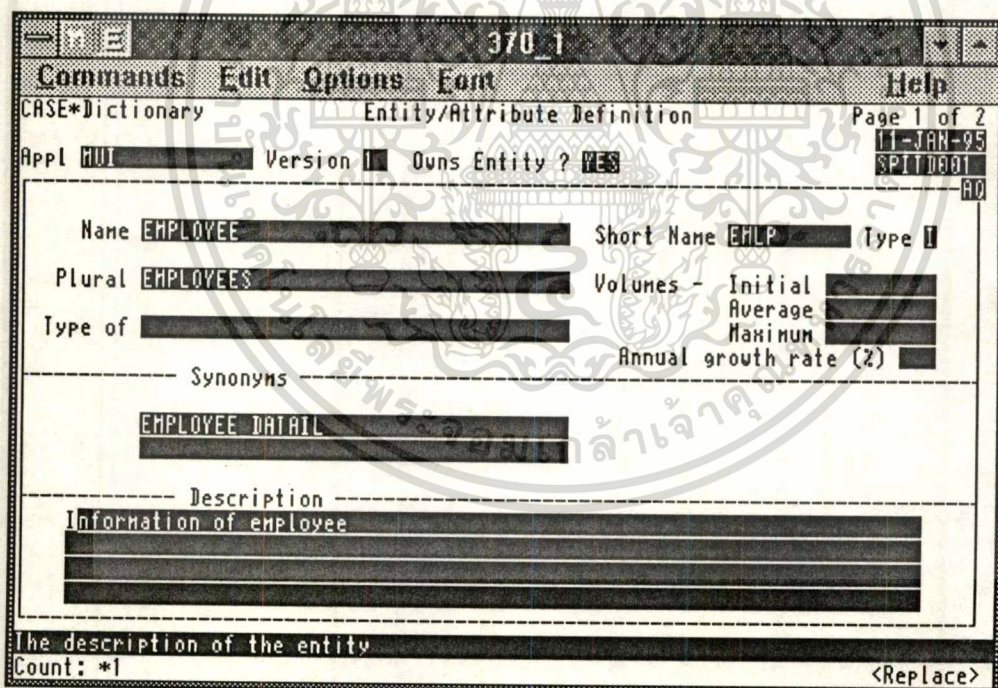 370_1
Commands Edit Options Font Help
CASE*Dictionary Entity/Attribute Definition Page 1 of 2
11-JAN-95
Appl MUI Version 1 Owns Entity ? YES SPITD001
AQ
Name EMPLOYEE Short Name EMLP Type I
Plural EMPLOYEES Volumes - Initial
Average
Type of Maximum
Annual growth rate (%)
Synonyms
EMPLOYEE DATAIL
Description
Information of employee
The description of the entity
Count: *1 <Replace>